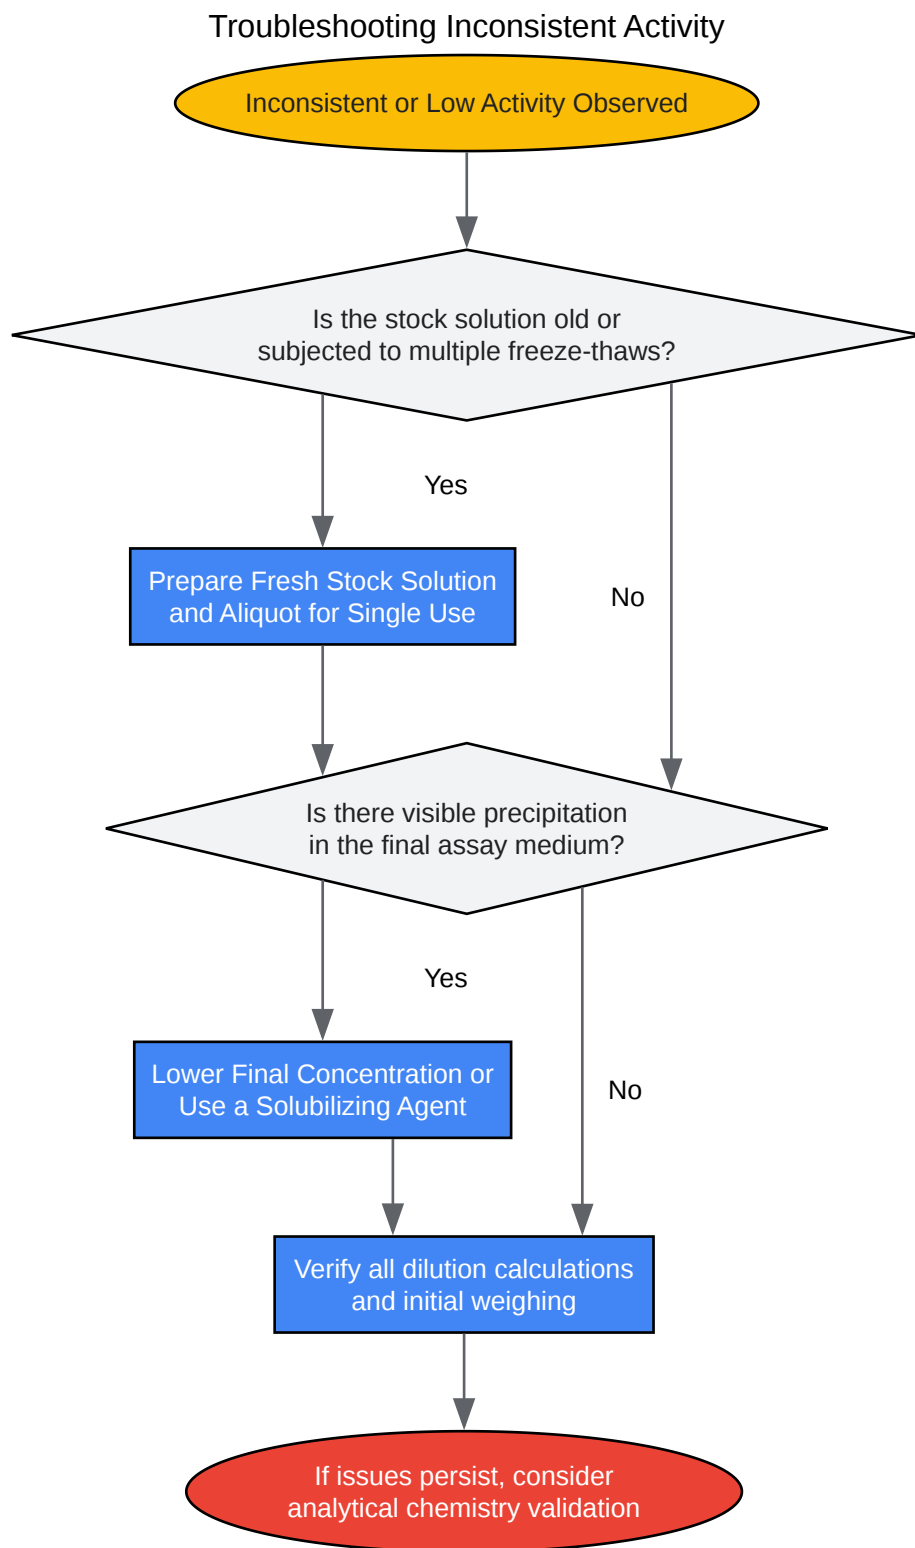 Troubleshooting Inconsistent Activity
Inconsistent or Low Activity Observed
Is the stock solution old or
subjected to multiple freeze-thaws?
Yes
Prepare Fresh Stock Solution
and Aliquot for Single Use
No
Is there visible precipitation
in the final assay medium?
Yes
Lower Final Concentration or
Use a Solubilizing Agent
No
Verify all dilution calculations
and initial weighing
If issues persist, consider
analytical chemistry validation